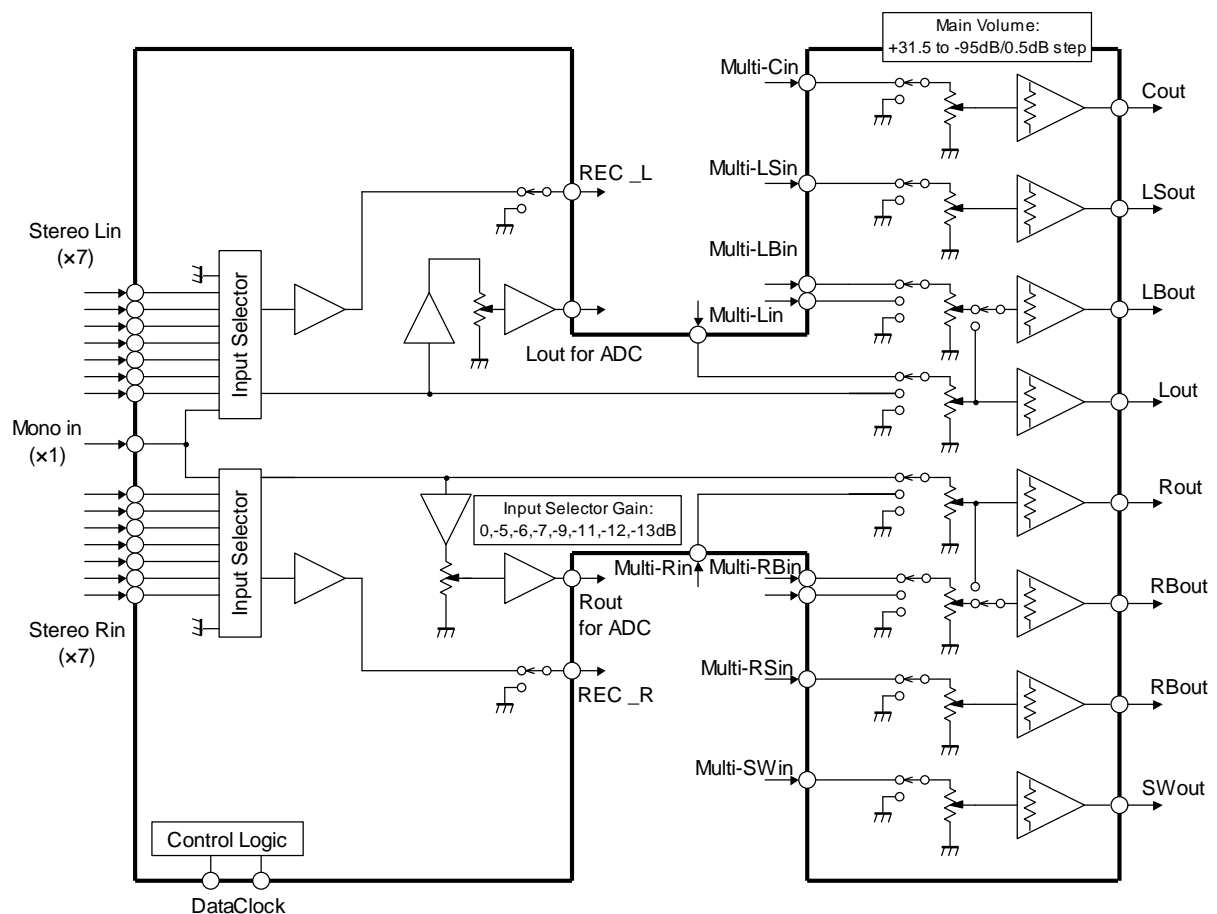 Main Volume:
+31.5 to -95dB/0.5dB step
Multi-Cin
Cout
REC _L
Multi-LSin
LSout
Stereo Lin
(×7)
Input Selector
Multi-LBin
LBout
Multi-Lin
Lout for ADC
Lout
Mono in
(×1)
Input Selector
Input Selector Gain:
0,-5,-6,-7,-9,-11,-12,-13dB
Rout
Multi-Rin
Multi-RBin
RBout
Rout
for ADC
Stereo Rin
(×7)
Multi-RSin
RBout
REC _R
Multi-SWin
SWout
Control Logic
DataClock